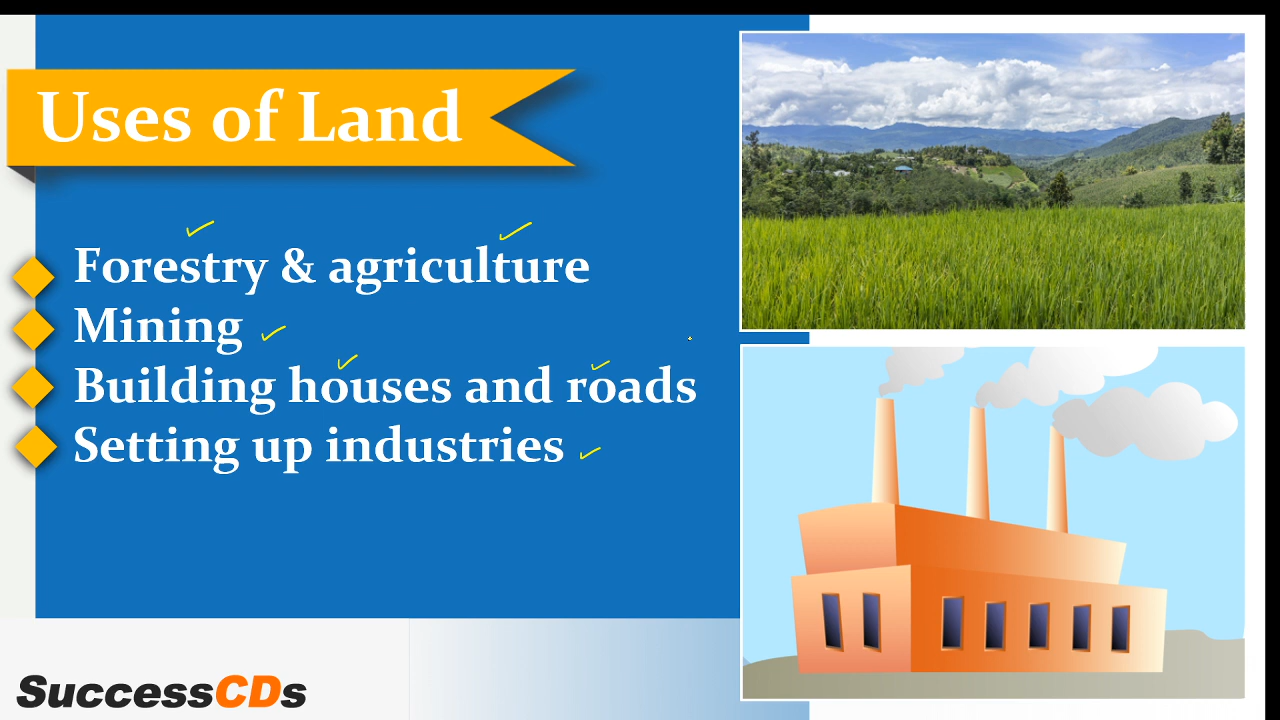 Uses of Land
Forestry & agriculture
Mining
Building houses and roads
Setting up industries
SuccessCDs